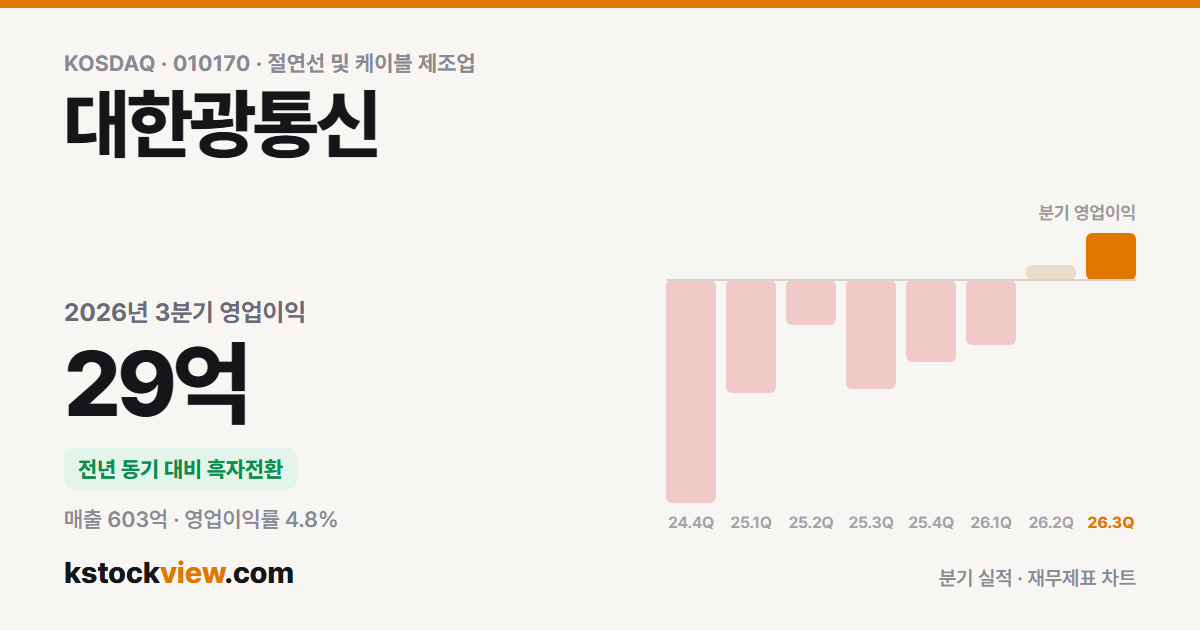 KOSDAQ · 010170 · 절연선 및 케이블 제조업
대한광통신
분기 영업이익
2026년 3분기 영업이익
29억
전년 동기 대비 흑자전환
매출 603억 · 영업이익률 4.8%
24.4Q 25.1Q 25.2Q 25.3Q 25.4Q 26.1Q 26.2Q 26.3Q
kstockview.com
분기 실적 · 재무제표 차트